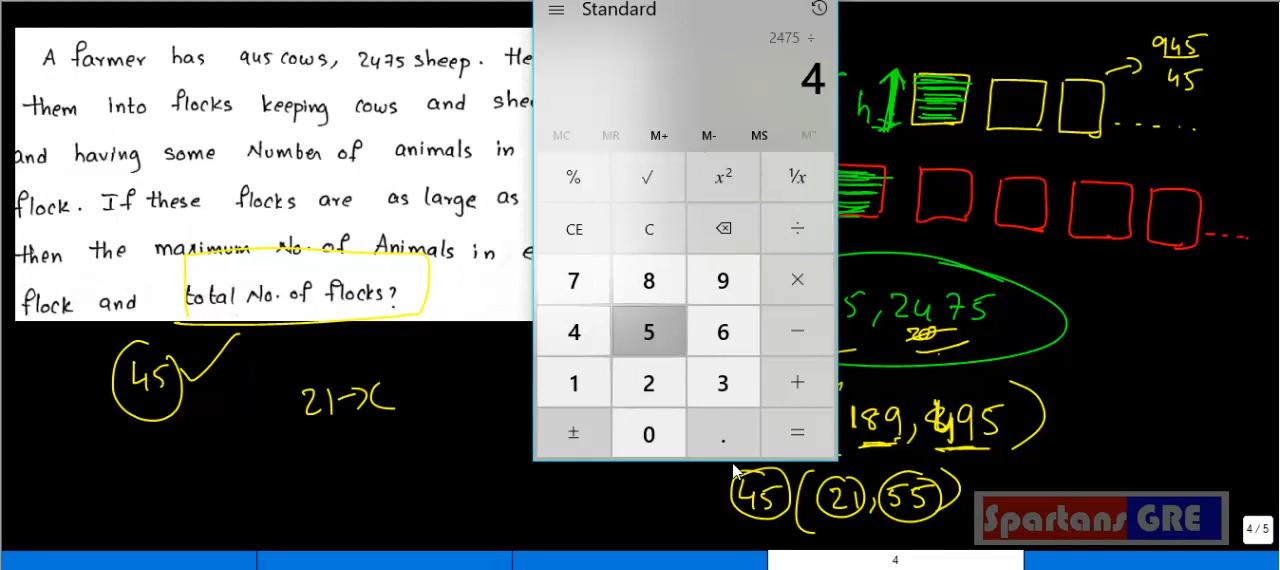 A farmer has 945 cows, 2475 sheep. He
them into flocks keeping cows and shee
and having some Number of animals in
flock. If these flocks are as large as
then the maximum No. of Animals in e
flock and total No. of flocks?
45
21→
Standard
2475 ÷
4
MC MR M+ M- MS M˅
% √ x² ¹/x
CE C ÷
7 8 9 ×
4 5 6 −
1 2 3 +
± 0 . =
h
945
45
5, 2475
189, 495)
45(21, 55)
Spartans GRE
4 / 5
4